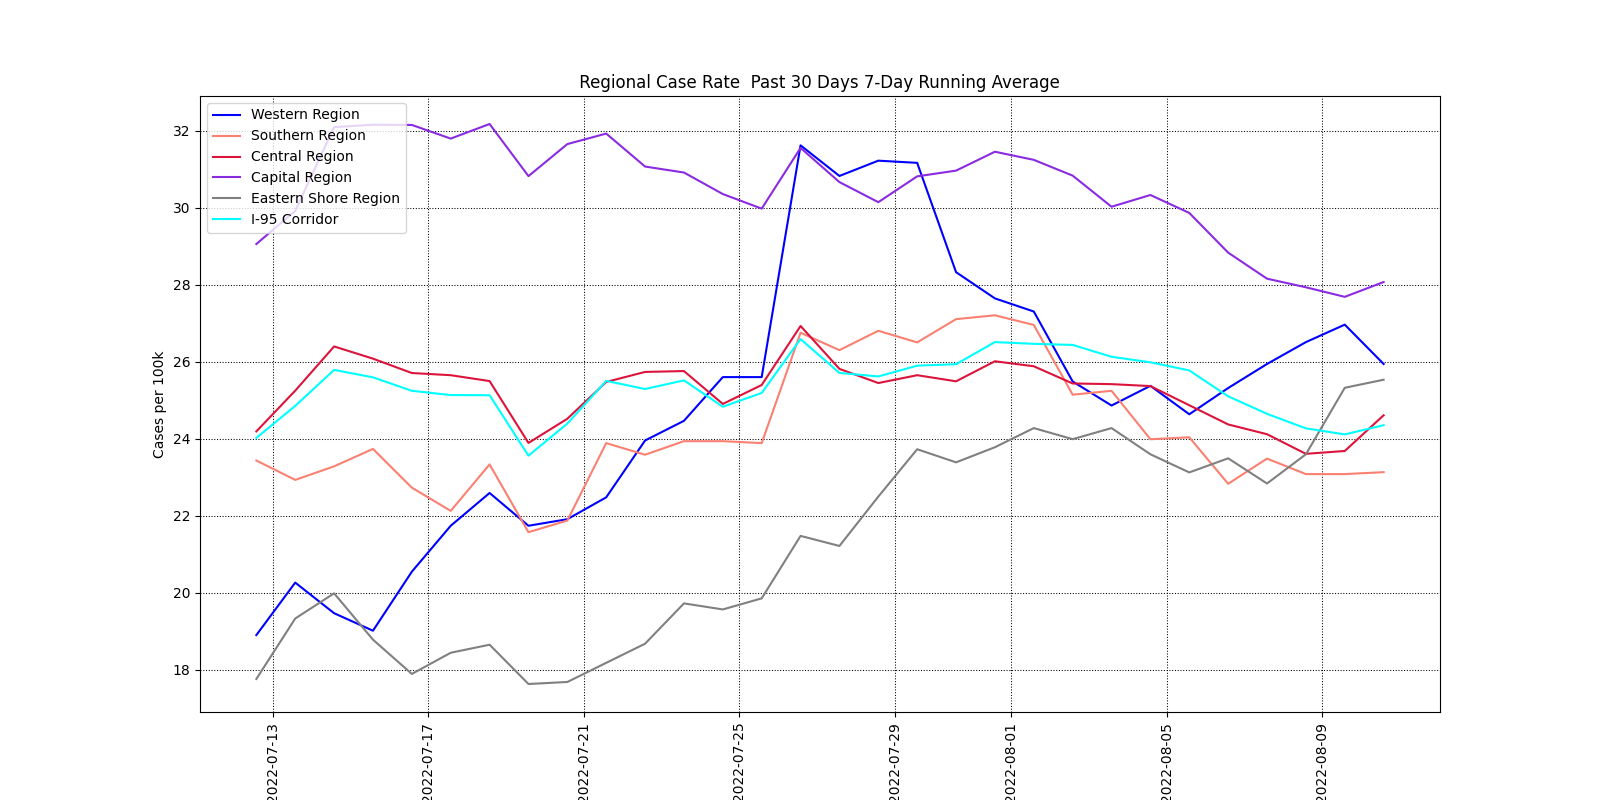 Regional Case Rate  Past 30 Days 7-Day Running Average
Western Region
Southern Region
Central Region
Capital Region
Eastern Shore Region
I-95 Corridor
Cases per 100k
32
30
28
26
24
22
20
18
2022-07-13
2022-07-17
2022-07-21
2022-07-25
2022-07-29
2022-08-01
2022-08-05
2022-08-09